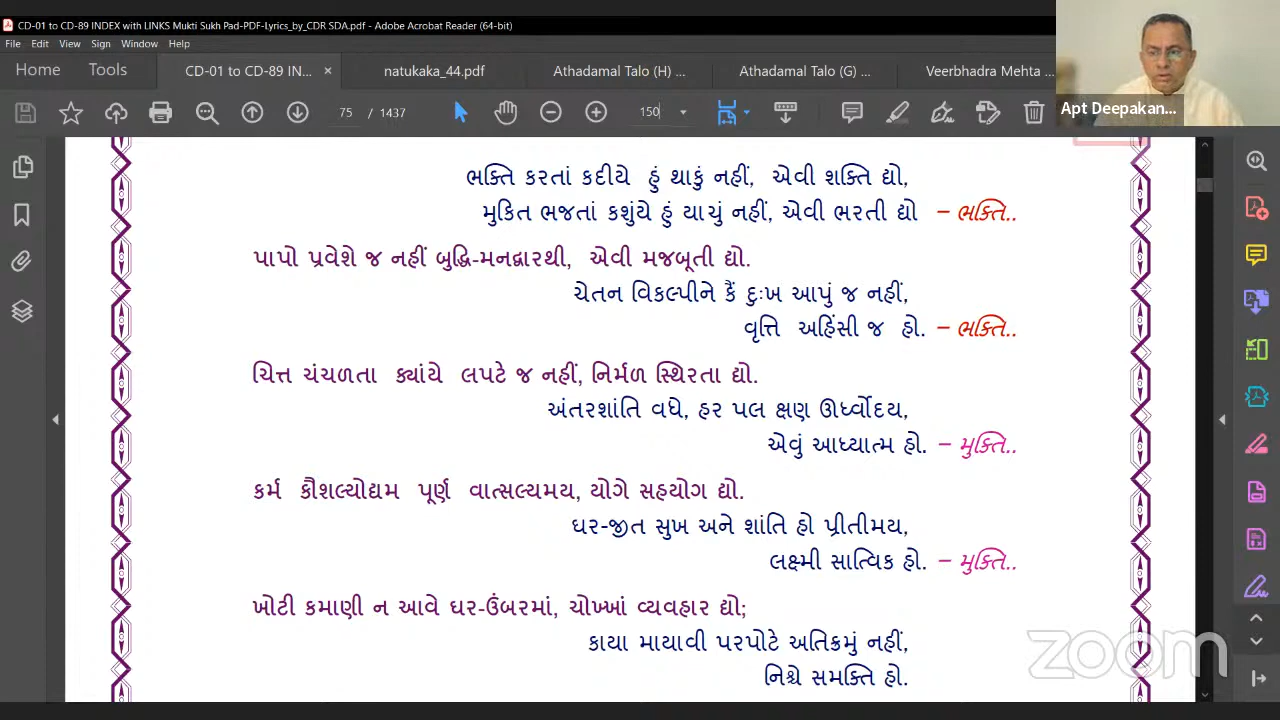 CD-01 to CD-89 INDEX with LINKS Mukti Sukh Pad-PDF-Lyrics_by_CDR SDA.pdf - Adobe Acrobat Reader (64-bit)
File Edit View Sign Window Help
Home Tools CD-01 to CD-89 IN... × natukaka_44.pdf Athadamal Talo (H) ... Athadamal Talo (G) ... Veerbhadra Mehta ...
75 / 1437 150
Apt Deepakan...
ભક્તિ કરતાં કદીયે હું થાકું નહીં, એવી શક્તિ દ્યો,
મુકિત ભજતાં કશુંયે હું યાચું નહીં, એવી ભરતી દ્યો – ભક્તિ..
પાપો પ્રવેશે જ નહીં બુદ્ધિ-મનદ્વારથી, એવી મજબૂતી દ્યો.
ચેતન વિકલ્પીને કૈં દુઃખ આપું જ નહીં,
વૃત્તિ અહિંસી જ હો. – ભક્તિ..
ચિત્ત ચંચળતા ક્યાંયે લપટે જ નહીં, નિર્મળ સ્થિરતા દ્યો.
અંતરશાંતિ વધે, હર પલ ક્ષણ ઊર્ધ્વોદય,
એવું આધ્યાત્મ હો. – મુક્તિ..
કર્મ કૌશલ્યોદ્યમ પૂર્ણ વાત્સલ્યમય, યોગે સહયોગ દ્યો.
ઘર-જીત સુખ અને શાંતિ હો પ્રીતીમય,
લક્ષ્મી સાત્વિક હો. – મુક્તિ..
ખોટી કમાણી ન આવે ઘર-ઉંબરમાં, ચોખ્ખાં વ્યવહાર દ્યો;
કાયા માયાવી પરપોટે અતિક્રમું નહીં,
નિશ્ચે સમક્તિ હો.
zoom